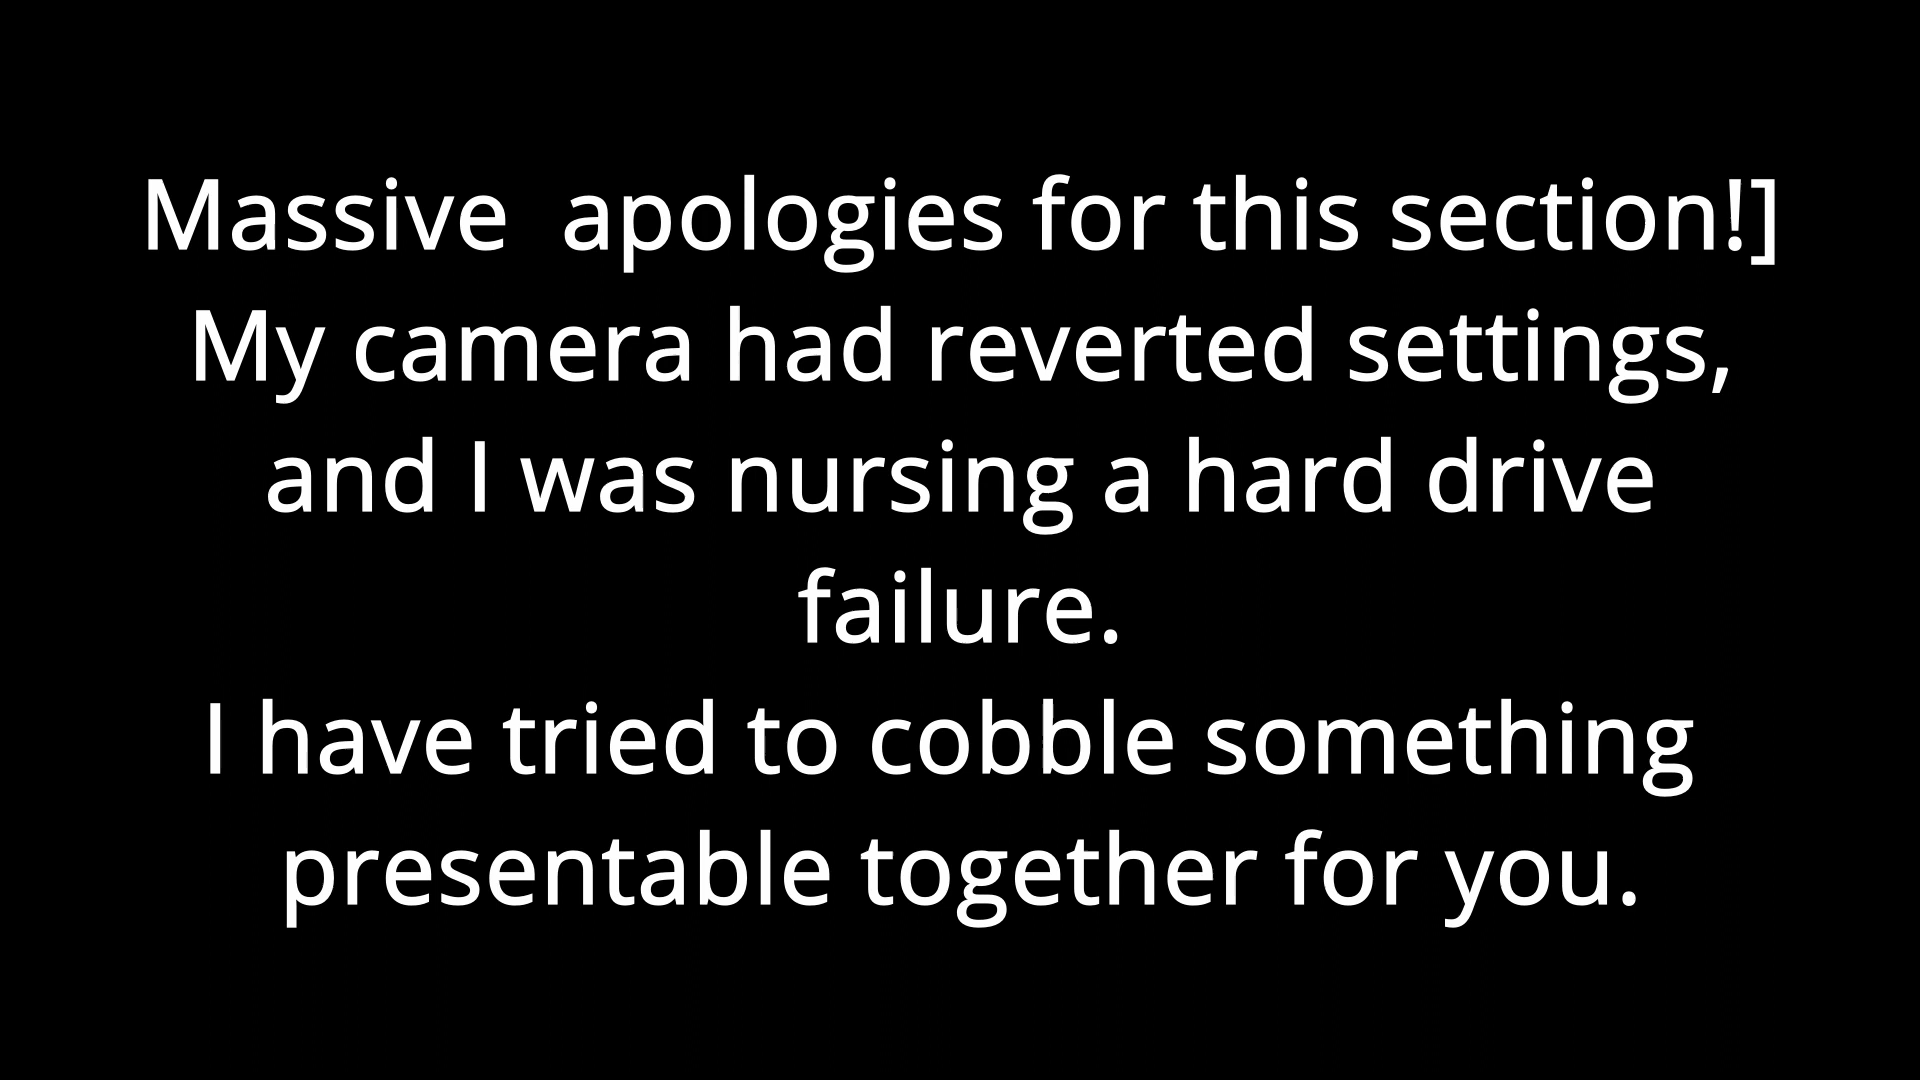 Massive  apologies for this section!]
My camera had reverted settings,
and I was nursing a hard drive
failure.
I have tried to cobble something
presentable together for you.